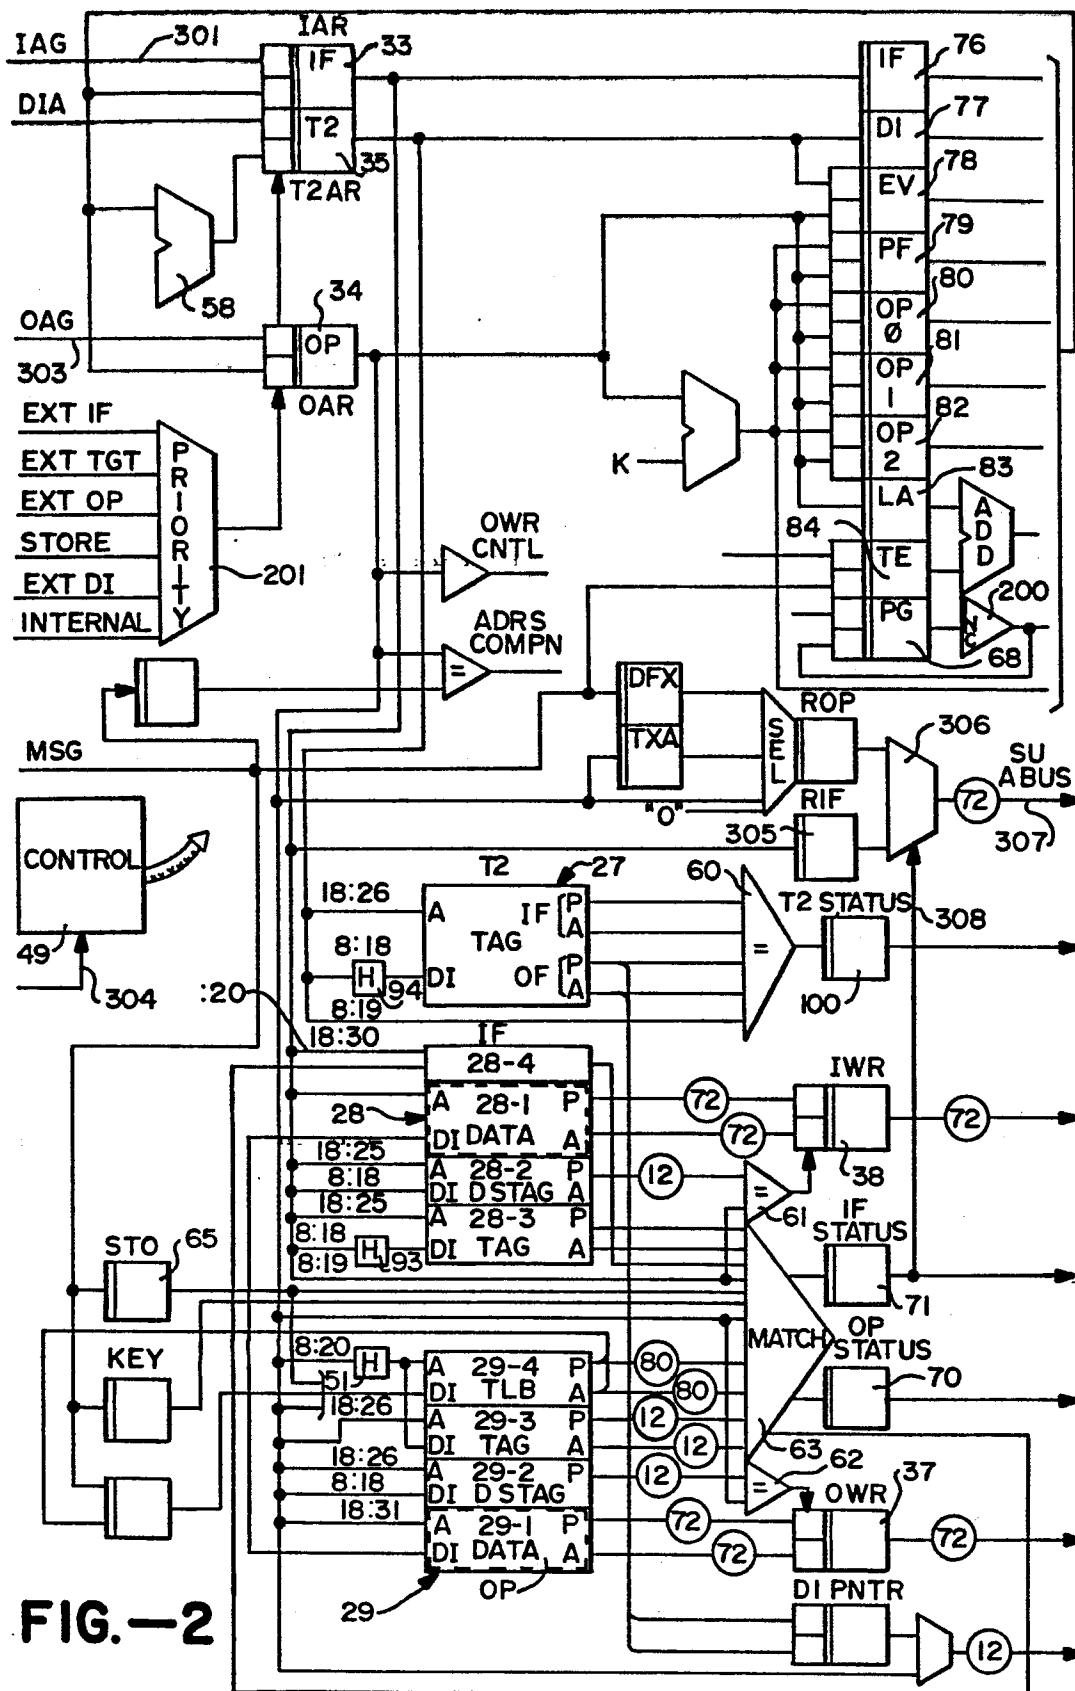 IAG
301
IAR
IF
33
DIA
T2
35
T2AR
58
OAG
303
34
OP
OAR
EXT IF
EXT TGT
EXT OP
STORE
EXT DI
INTERNAL
PRIORITY
201
K
IF
76
DI
77
EV
78
PF
79
OP
Ø
80
OP
1
81
OP
2
82
LA
83
84
TE
PG
68
ADD
INC
200
OWR
CNTL
ADRS
COMPN
=
MSG
DFX
TXA
SEL
"O"
ROP
RIF
305
306
SU
A BUS
72
307
308
CONTROL
49
304
T2
27
18:26
A
TAG
IF
P
A
8:18
H
94
DI
OF
P
A
8:19
60
=
T2 STATUS
100
:20
18:30
IF
28-4
28
A
28-1
P
DI
DATA
A
72
72
IWR
38
72
18:25
A
28-2
P
8:18
DI
DSTAG
A
12
18:25
A
28-3
P
8:18
8:19
H
93
DI
TAG
A
=
61
IF
STATUS
71
STO
65
KEY
MATCH
63
OP
STATUS
70
8:20
H
51
A
29-4
P
DI
TLB
A
80
80
18:26
A
29-3
P
DI
TAG
A
12
12
18:26
A
29-2
P
8:18
DI
DSTAG
12
18:31
A
29-1
P
DI
DATA
A
72
72
=
62
OWR
37
72
29
OP
DI PNTR
12
FIG.—2